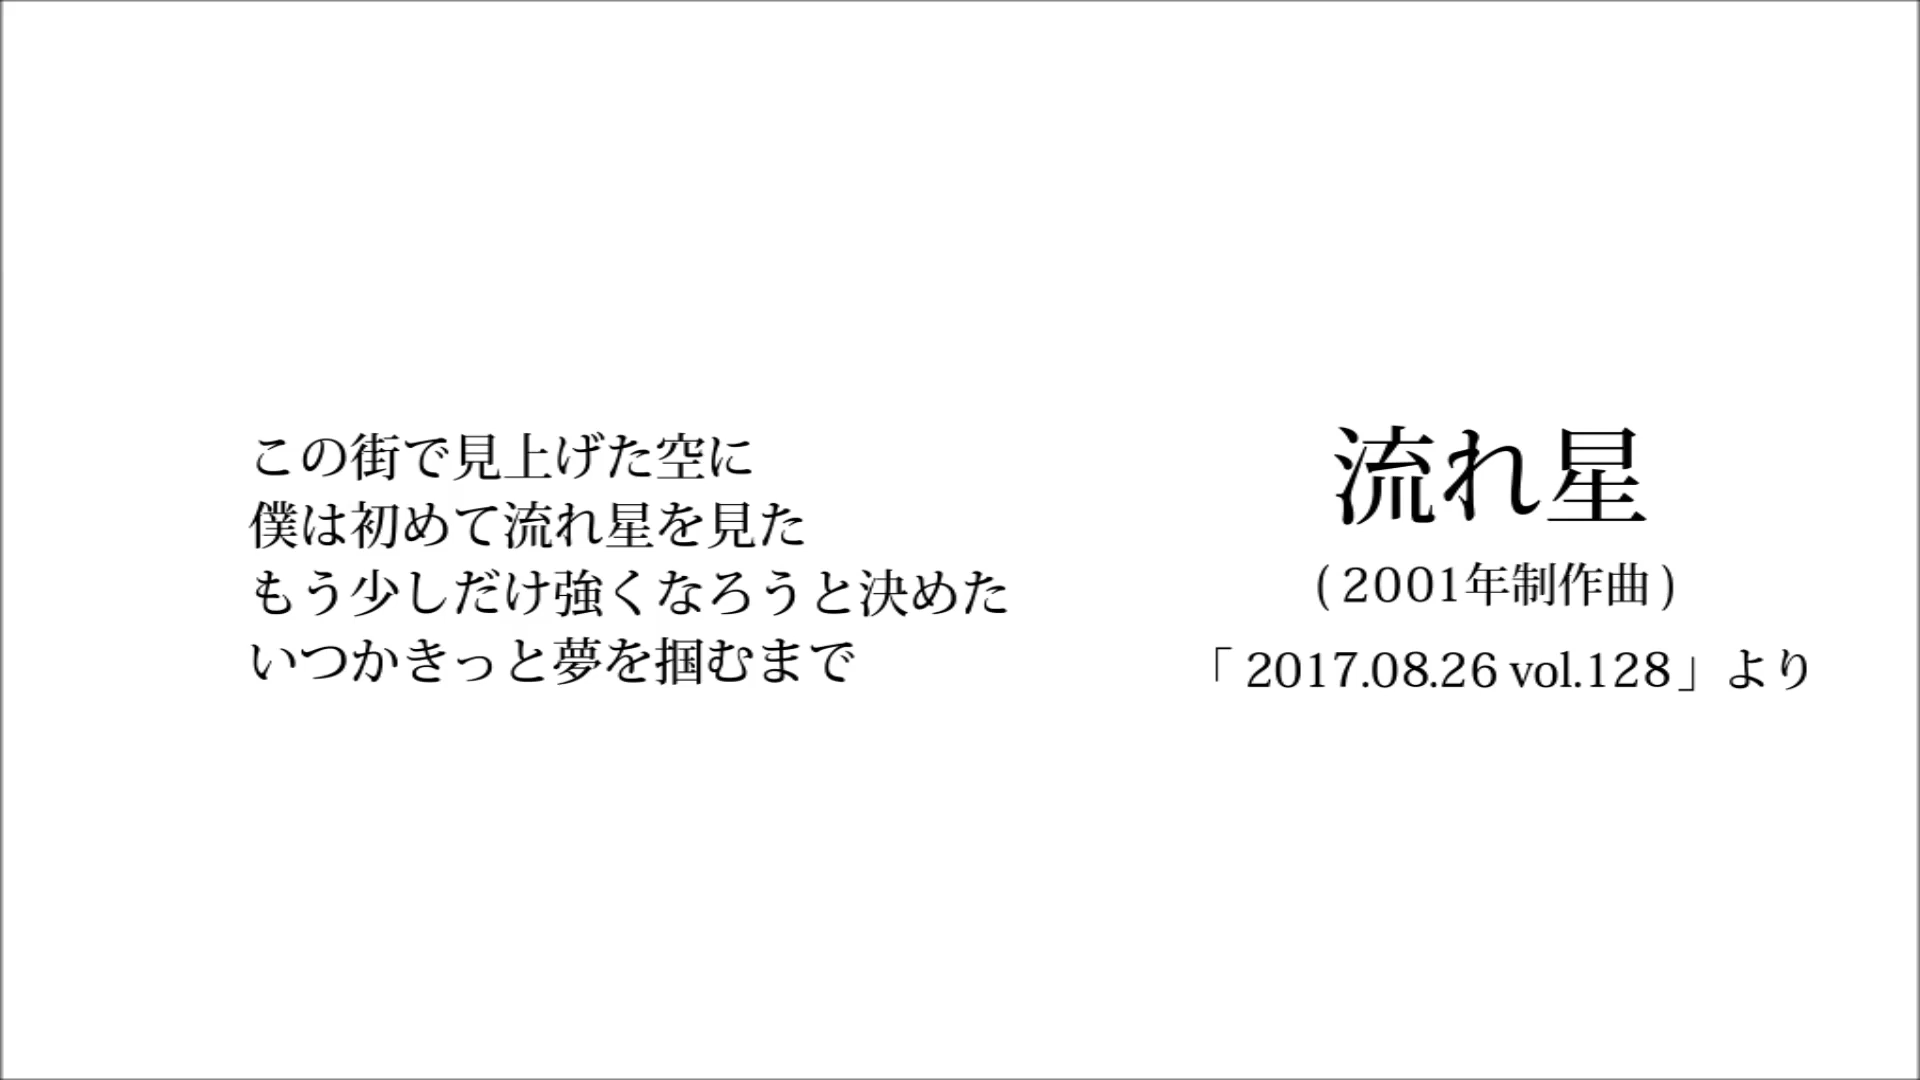 この街で見上げた空に
僕は初めて流れ星を見た
もう少しだけ強くなろうと決めた
いつかきっと夢を掴むまで
流れ星
(2001年制作曲)
「2017.08.26 vol.128」より